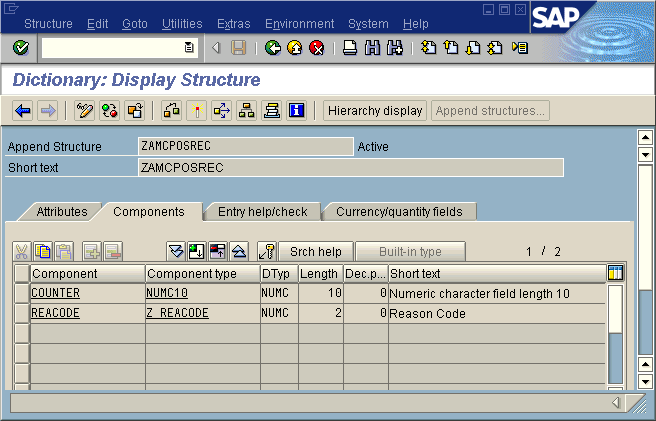 Structure Edit Goto Utilities Extras Environment System Help
SAP
Dictionary: Display Structure
Hierarchy display Append structures...
Append Structure ZAMCPOSREC Active
Short text ZAMCPOSREC
Attributes Components Entry help/check Currency/quantity fields
Srch help Built-in type 1 / 2
Component Component type DTyp Length Dec.p... Short text
COUNTER NUMC10 NUMC 10 0 Numeric character field length 10
REACODE Z_REACODE NUMC 2 0 Reason Code